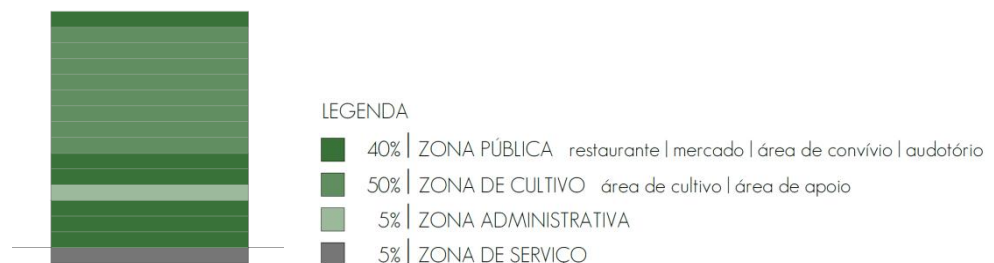 LEGENDA
40% | ZONA PÚBLICA restaurante | mercado | área de convívio | audotório
50% | ZONA DE CULTIVO área de cultivo | área de apoio
5% | ZONA ADMINISTRATIVA
5% | ZONA DE SERVIÇO